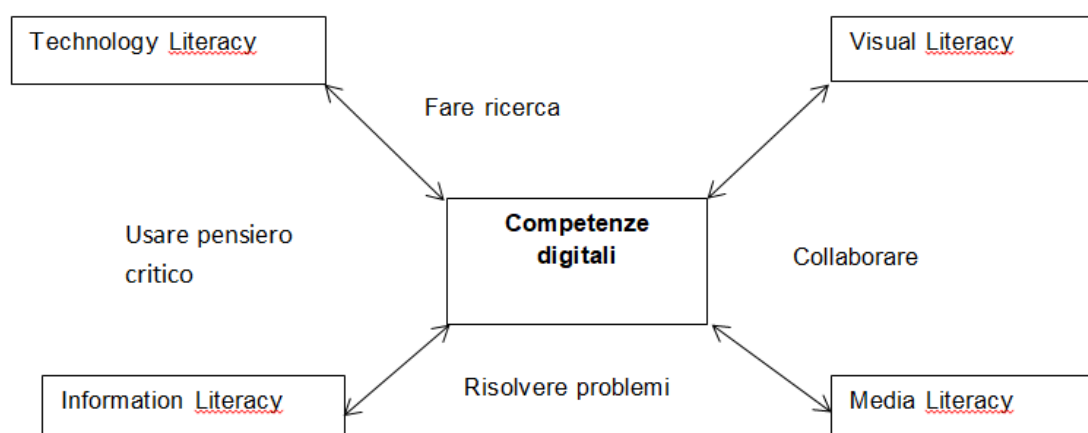 Technology Literacy
Visual Literacy
Fare ricerca
Competenze
digitali
Usare pensiero
critico
Collaborare
Risolvere problemi
Information Literacy
Media Literacy